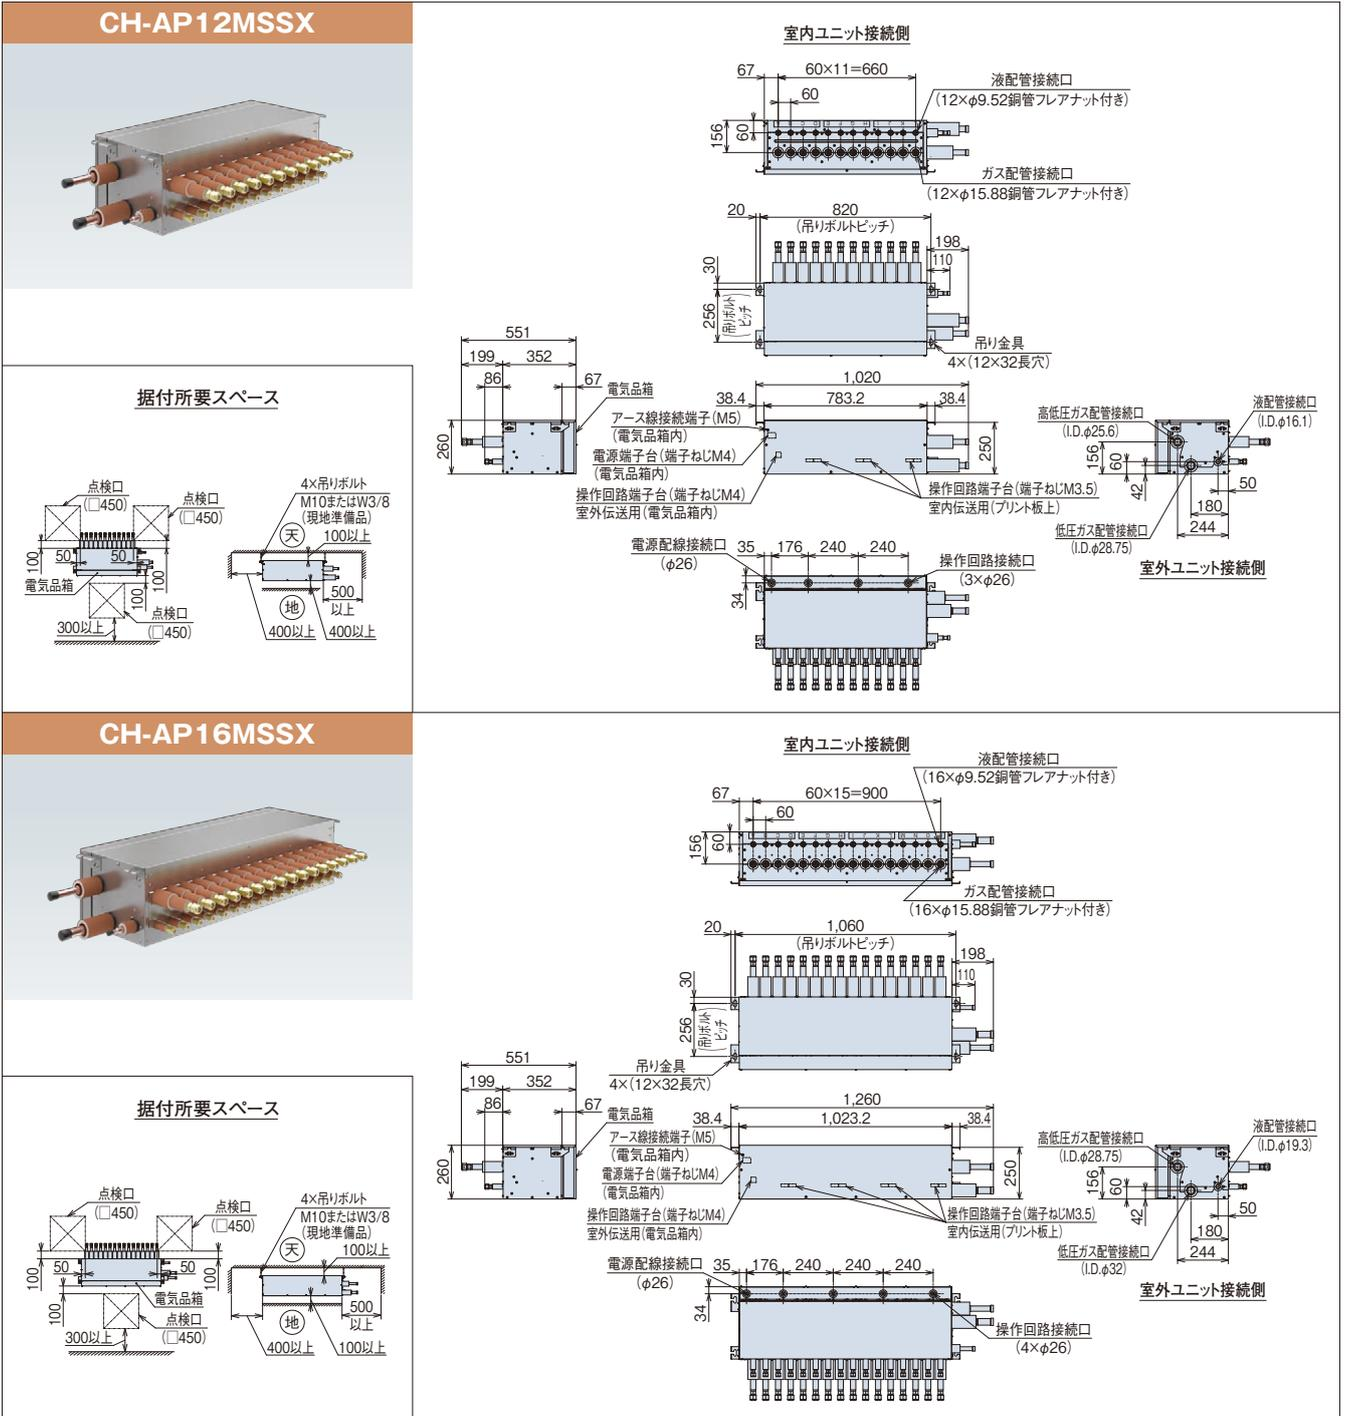 CH-AP12MSSX
室内ユニット接続側
67
60×11=660
60
液配管接続口
(12×φ9.52銅管フレアナット付き)
156
60
ガス配管接続口
(12×φ15.88銅管フレアナット付き)
20
820
(吊りボルトピッチ)
198
110
30
256
(吊りボルト
ピッチ)
吊り金具
4×(12×32長穴)
551
199
352
86
67
電気品箱
260
1,020
38.4
783.2
38.4
アース線接続端子(M5)
(電気品箱内)
電源端子台(端子ねじM4)
(電気品箱内)
操作回路端子台(端子ねじM4)
室外伝送用(電気品箱内)
操作回路端子台(端子ねじM3.5)
室内伝送用(プリント板上)
250
高低圧ガス配管接続口
(I.D.φ25.6)
液配管接続口
(I.D.φ16.1)
156
60
42
50
180
244
低圧ガス配管接続口
(I.D.φ28.75)
室外ユニット接続側
電源配線接続口
(φ26)
35
176
240
240
操作回路接続口
(3×φ26)
34
据付所要スペース
点検口
(□450)
点検口
(□450)
100
50
50
100
電気品箱
100
点検口
(□450)
300以上
4×吊りボルト
M10またはW3/8
(現地準備品)
天
100以上
地
500
以上
400以上
400以上
CH-AP16MSSX
室内ユニット接続側
液配管接続口
(16×φ9.52銅管フレアナット付き)
67
60×15=900
60
156
60
ガス配管接続口
(16×φ15.88銅管フレアナット付き)
20
1,060
(吊りボルトピッチ)
198
110
30
256
(吊りボルト
ピッチ)
吊り金具
4×(12×32長穴)
551
199
352
86
67
電気品箱
260
1,260
38.4
1,023.2
38.4
アース線接続端子(M5)
(電気品箱内)
電源端子台(端子ねじM4)
(電気品箱内)
操作回路端子台(端子ねじM4)
室外伝送用(電気品箱内)
操作回路端子台(端子ねじM3.5)
室内伝送用(プリント板上)
250
高低圧ガス配管接続口
(I.D.φ28.75)
液配管接続口
(I.D.φ19.3)
156
60
42
50
180
244
低圧ガス配管接続口
(I.D.φ32)
室外ユニット接続側
電源配線接続口
(φ26)
35
176
240
240
240
34
操作回路接続口
(4×φ26)
据付所要スペース
点検口
(□450)
点検口
(□450)
100
50
50
100
100
電気品箱
点検口
(□450)
300以上
4×吊りボルト
M10またはW3/8
(現地準備品)
天
100以上
地
500
以上
400以上
100以上